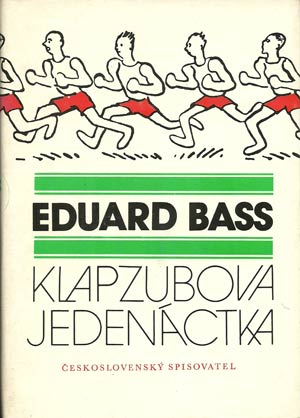 EDUARD BASS
KLAPZUBOVA
JEDENÁCTKA
ČESKOSLOVENSKÝ SPISOVATEL